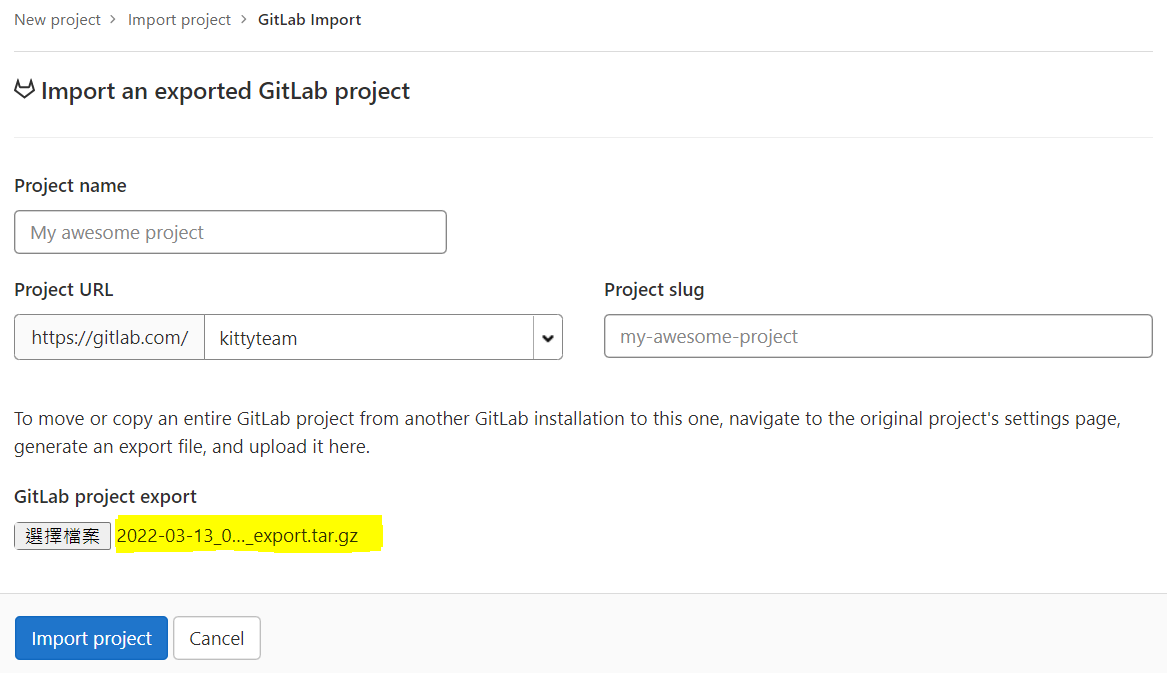 New project > Import project > GitLab Import
Import an exported GitLab project
Project name
My awesome project
Project URL
Project slug
https://gitlab.com/ kittyteam
my-awesome-project
To move or copy an entire GitLab project from another GitLab installation to this one, navigate to the original project's settings page,
generate an export file, and upload it here.
GitLab project export
選擇檔案 2022-03-13_0..._export.tar.gz
Import project Cancel